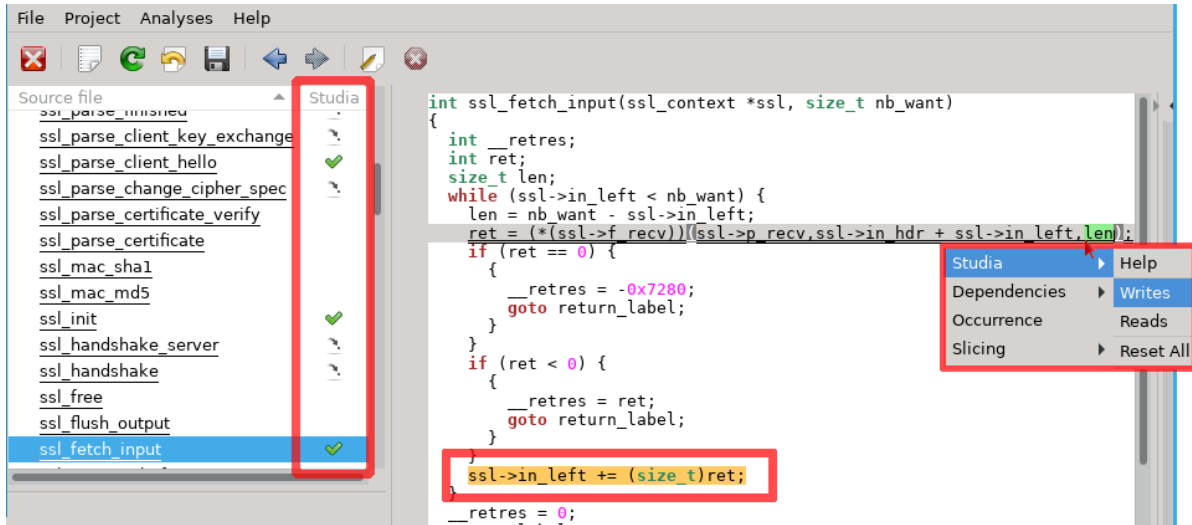 File Project Analyses Help
Source file Studia
ssl_parse_finished
ssl_parse_client_key_exchange
ssl_parse_client_hello
ssl_parse_change_cipher_spec
ssl_parse_certificate_verify
ssl_parse_certificate
ssl_mac_sha1
ssl_mac_md5
ssl_init
ssl_handshake_server
ssl_handshake
ssl_free
ssl_flush_output
ssl_fetch_input
int ssl_fetch_input(ssl_context *ssl, size_t nb_want)
{
int __retres;
int ret;
size_t len;
while (ssl->in_left < nb_want) {
len = nb_want - ssl->in_left;
ret = (*(ssl->f_recv))(ssl->p_recv,ssl->in_hdr + ssl->in_left,len);
if (ret == 0) {
{
__retres = -0x7280;
goto return_label;
}
}
if (ret < 0) {
{
__retres = ret;
goto return_label;
}
}
ssl->in_left += (size_t)ret;
}
__retres = 0;
Studia
Dependencies
Occurrence
Slicing
Help
Writes
Reads
Reset All